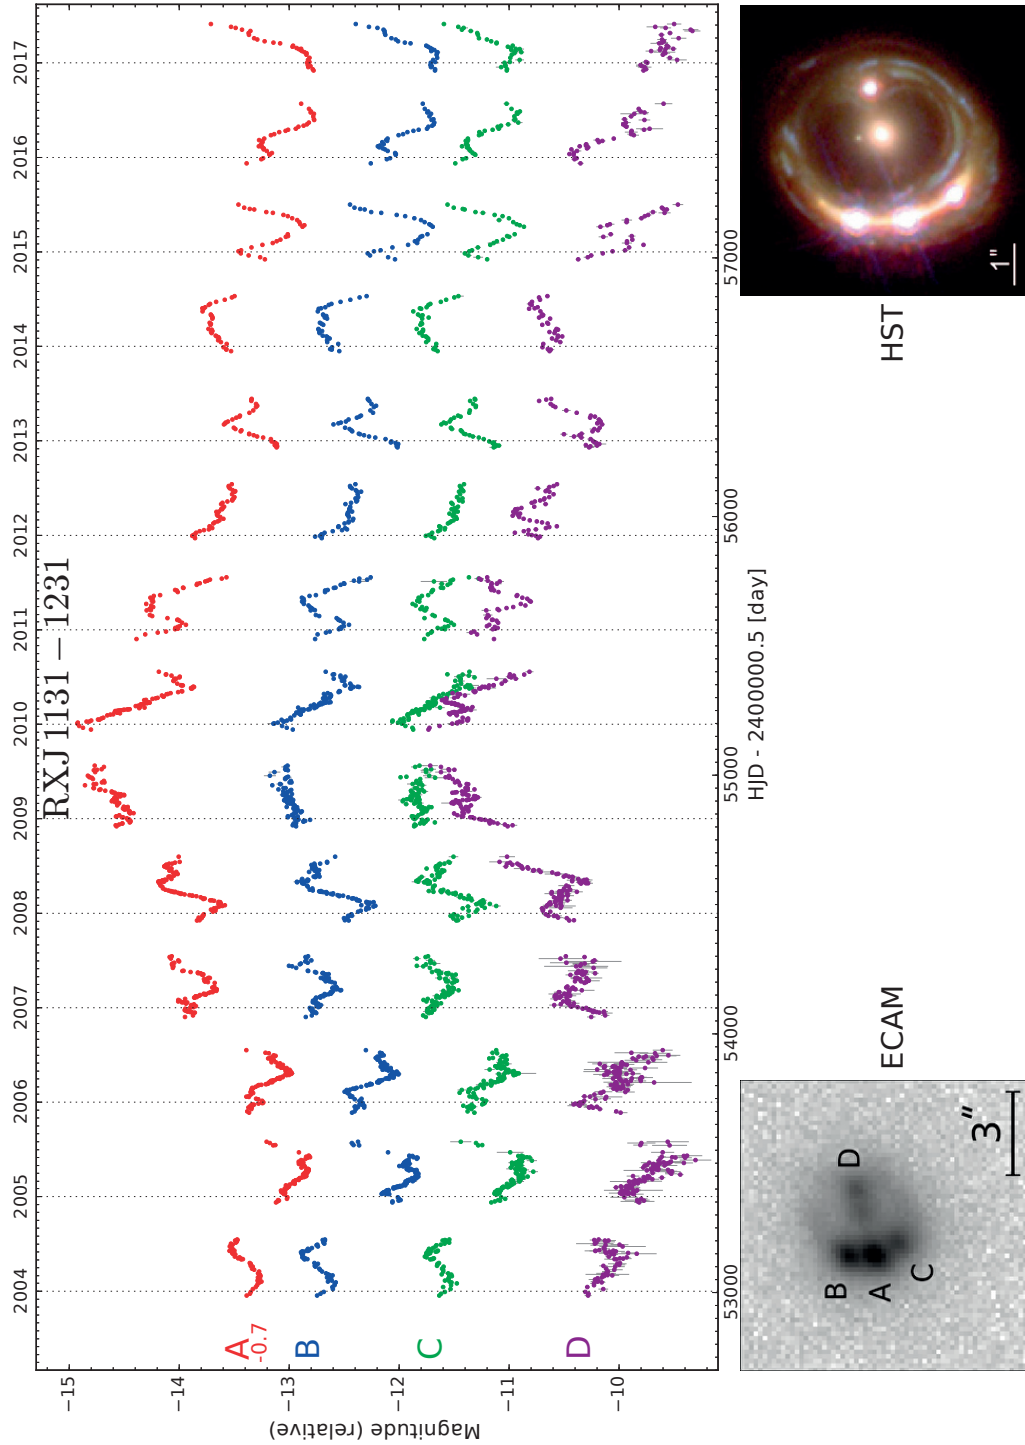 RXJ1131−1231
2004 2005 2006 2007 2008 2009 2010 2011 2012 2013 2014 2015 2016 2017
Magnitude (relative)
−15
−14
−13
−12
−11
−10
A
-0.7
B
C
D
53000 54000 55000 56000 57000
HJD - 2400000.5 [day]
B
A
C
D
3"
ECAM
HST
1"